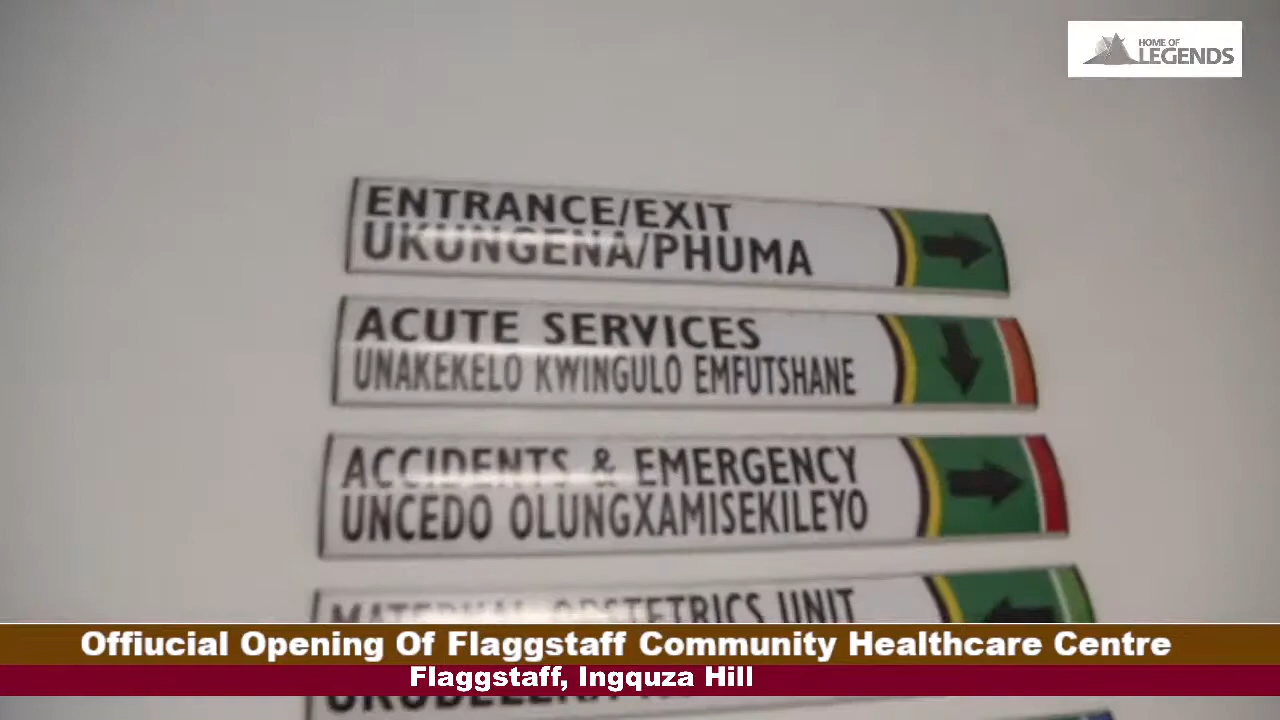 HOME OF
LEGENDS
ENTRANCE/EXIT
UKUNGENA/PHUMA
ACUTE SERVICES
UNAKEKELO KWINGULO EMFUTSHANE
ACCIDENTS & EMERGENCY
UNCEDO OLUNGXAMISEKILEYO
MATERNAL OBSTETRICS UNIT
Offiucial Opening Of Flaggstaff Community Healthcare Centre
Flaggstaff, Ingquza Hill